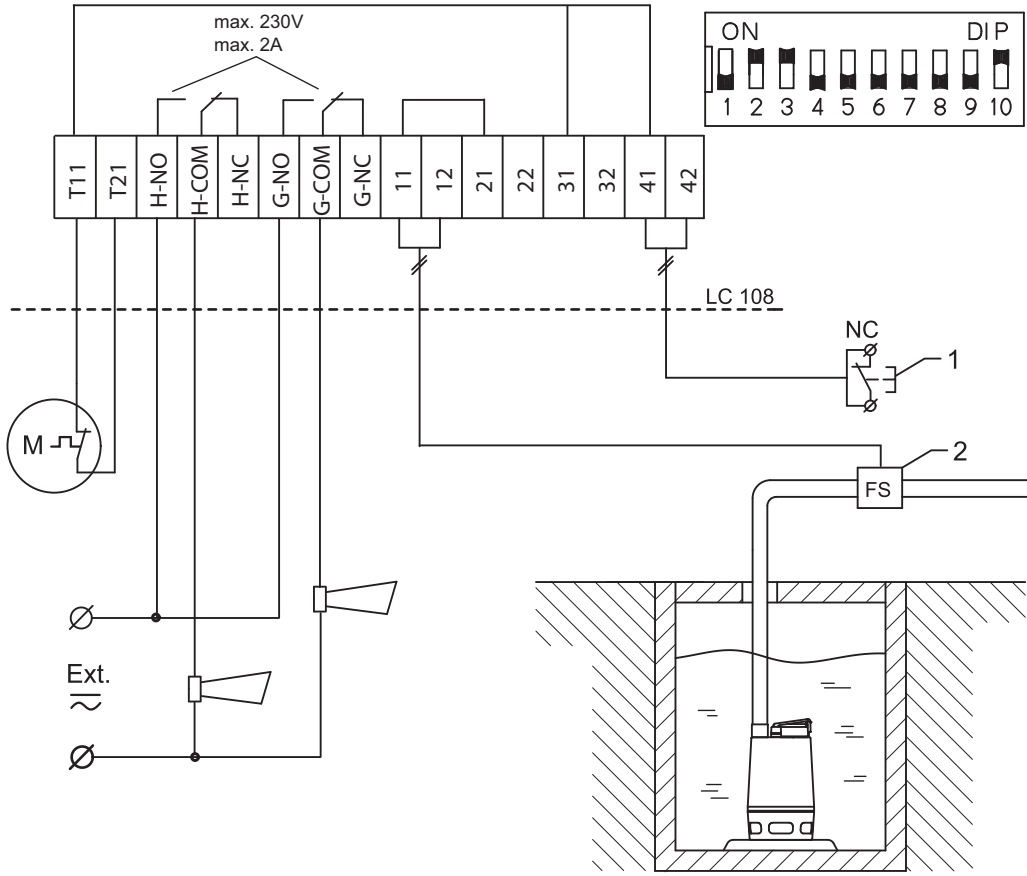 max. 230V
max. 2A
ON DIP
1 2 3 4 5 6 7 8 9 10
T11 T21 H-NO H-COM H-NC G-NO G-COM G-NC 11 12 21 22 31 32 41 42
LC 108
NC
1
M
2
FS
Ext.